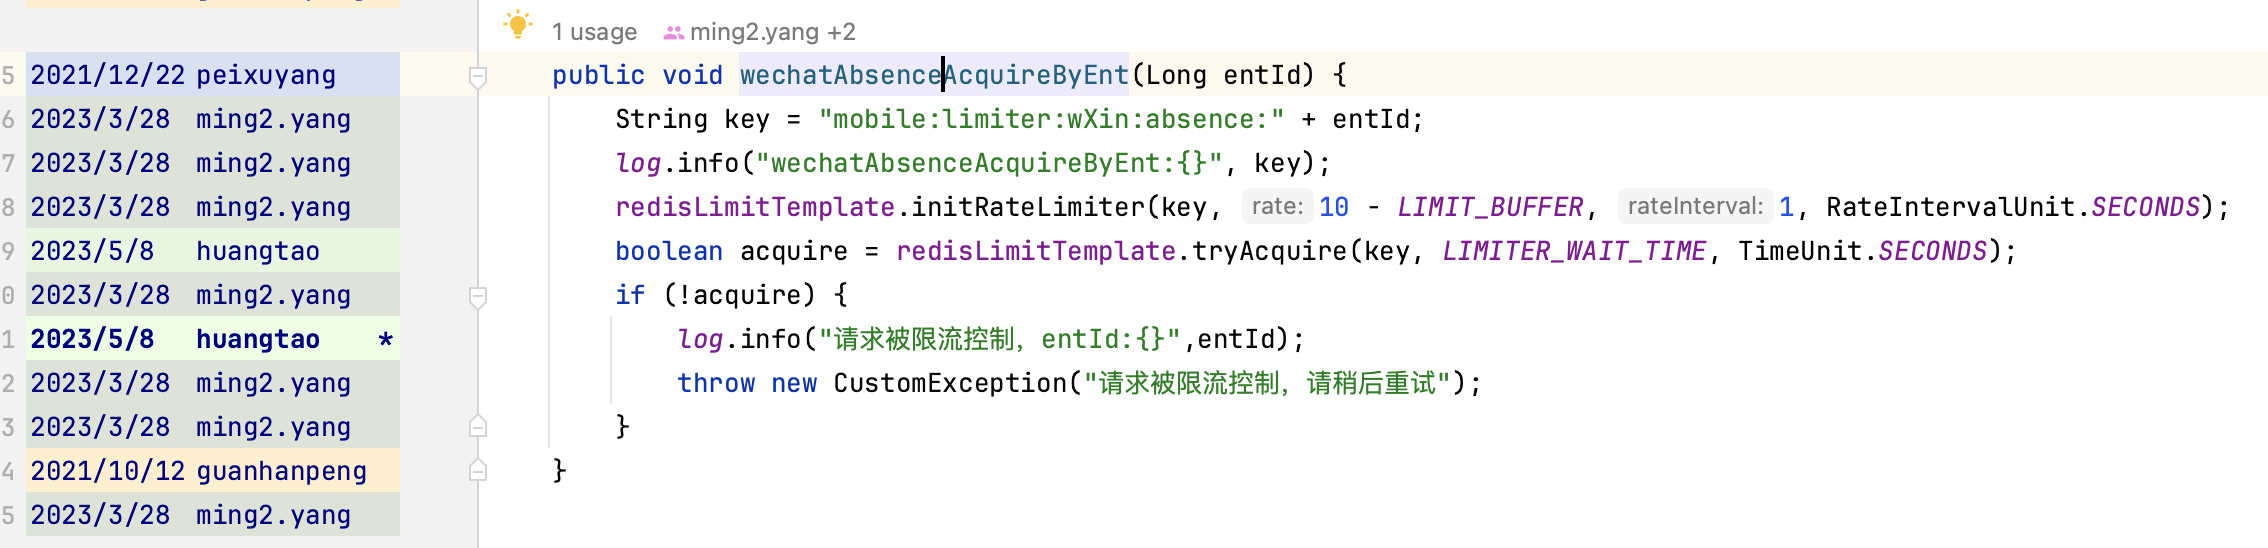 1 usage ming2.yang +2
5 2021/12/22 peixuyang public void wechatAbsenceAcquireByEnt(Long entId) {
6 2023/3/28 ming2.yang String key = "mobile:limiter:wXin:absence:" + entId;
7 2023/3/28 ming2.yang log.info("wechatAbsenceAcquireByEnt:{}", key);
8 2023/3/28 ming2.yang redisLimitTemplate.initRateLimiter(key, rate: 10 - LIMIT_BUFFER, rateInterval: 1, RateIntervalUnit.SECONDS);
9 2023/5/8 huangtao boolean acquire = redisLimitTemplate.tryAcquire(key, LIMITER_WAIT_TIME, TimeUnit.SECONDS);
0 2023/3/28 ming2.yang if (!acquire) {
1 2023/5/8 huangtao * log.info("请求被限流控制，entId:{}",entId);
2 2023/3/28 ming2.yang throw new CustomException("请求被限流控制，请稍后重试");
3 2023/3/28 ming2.yang }
4 2021/10/12 guanhanpeng }
5 2023/3/28 ming2.yang